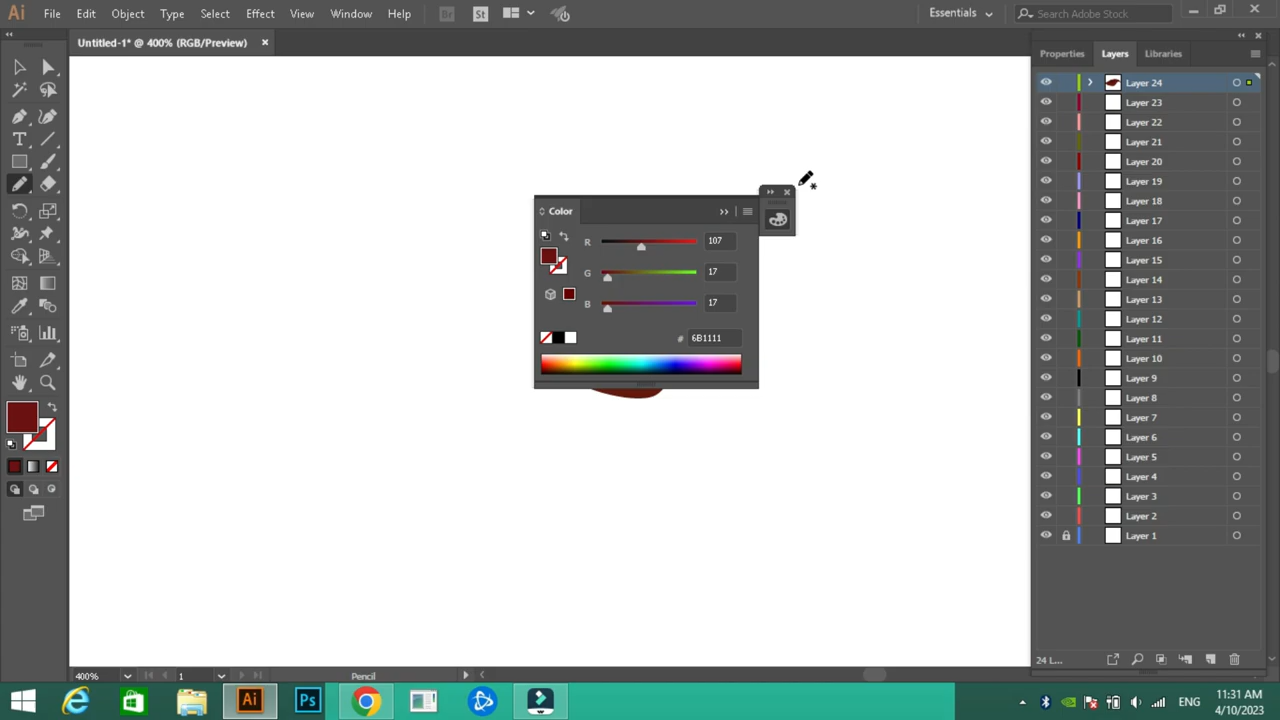 Ai File Edit Object Type Select Effect View Window Help Br St Essentials Search Adobe Stock
Untitled-1* @ 400% (RGB/Preview)
Properties Layers Libraries
Layer 24
Layer 23
Layer 22
Layer 21
Layer 20
Layer 19
Layer 18
Layer 17
Layer 16
Layer 15
Layer 14
Layer 13
Layer 12
Layer 11
Layer 10
Layer 9
Layer 8
Layer 7
Layer 6
Layer 5
Layer 4
Layer 3
Layer 2
Layer 1
Color
R 107
G 17
B 17
# 6B1111
24 L...
400% 1 Pencil
Ai Ps ENG
11:31 AM
4/10/2023